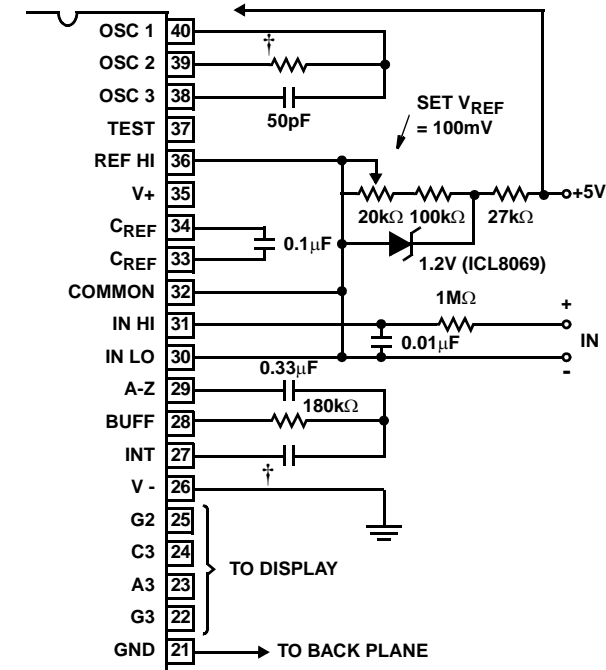 OSC 1 40
OSC 2 39 †
OSC 3 38
50pF
TEST 37
SET VREF
= 100mV
REF HI 36
V+ 35
+5V
20kΩ 100kΩ 27kΩ
CREF 34
0.1μF
CREF 33
1.2V (ICL8069)
COMMON 32
1MΩ
IN HI 31
+
IN
0.01μF
IN LO 30
-
0.33μF
A-Z 29
180kΩ
BUFF 28
INT 27
†
V - 26
G2 25
C3 24
TO DISPLAY
A3 23
G3 22
GND 21 TO BACK PLANE